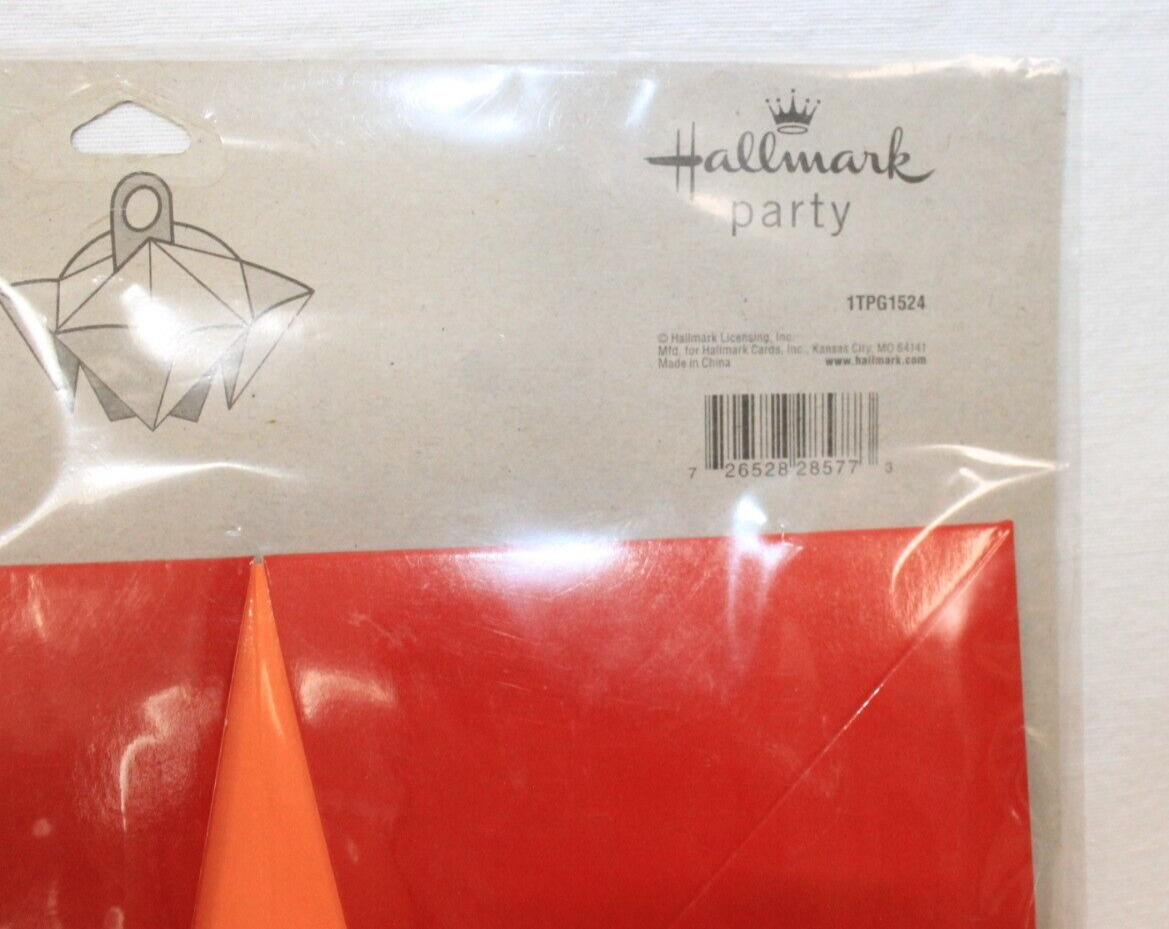 Hallmark
party
1TPG1524
© Hallmark Licensing, Inc.
Mfd. for Hallmark Cards, Inc., Kansas City, MO 64141
Made in China www.hallmark.com
7 26528 28577 3